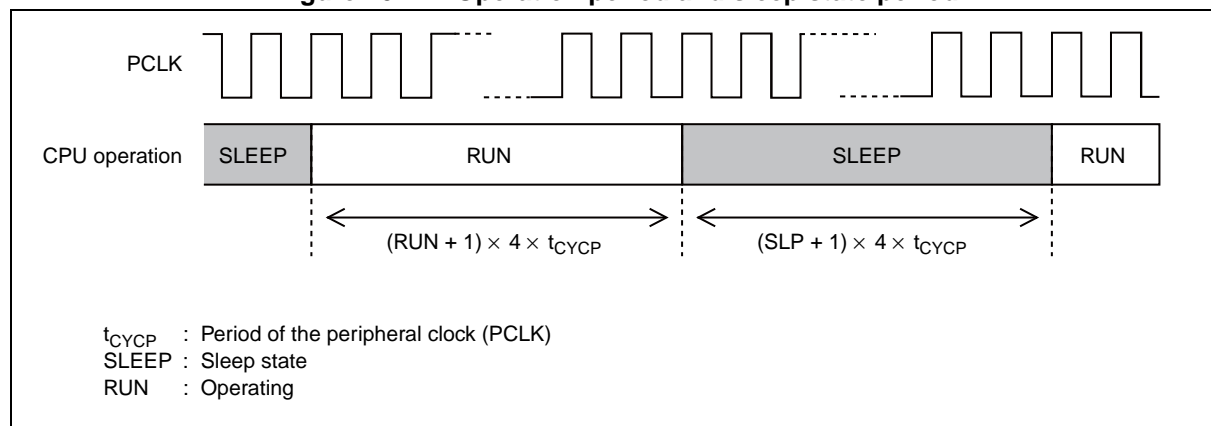 PCLK
CPU operation SLEEP RUN SLEEP RUN
(RUN + 1) × 4 × tCYCP (SLP + 1) × 4 × tCYCP
tCYCP : Period of the peripheral clock (PCLK)
SLEEP : Sleep state
RUN : Operating